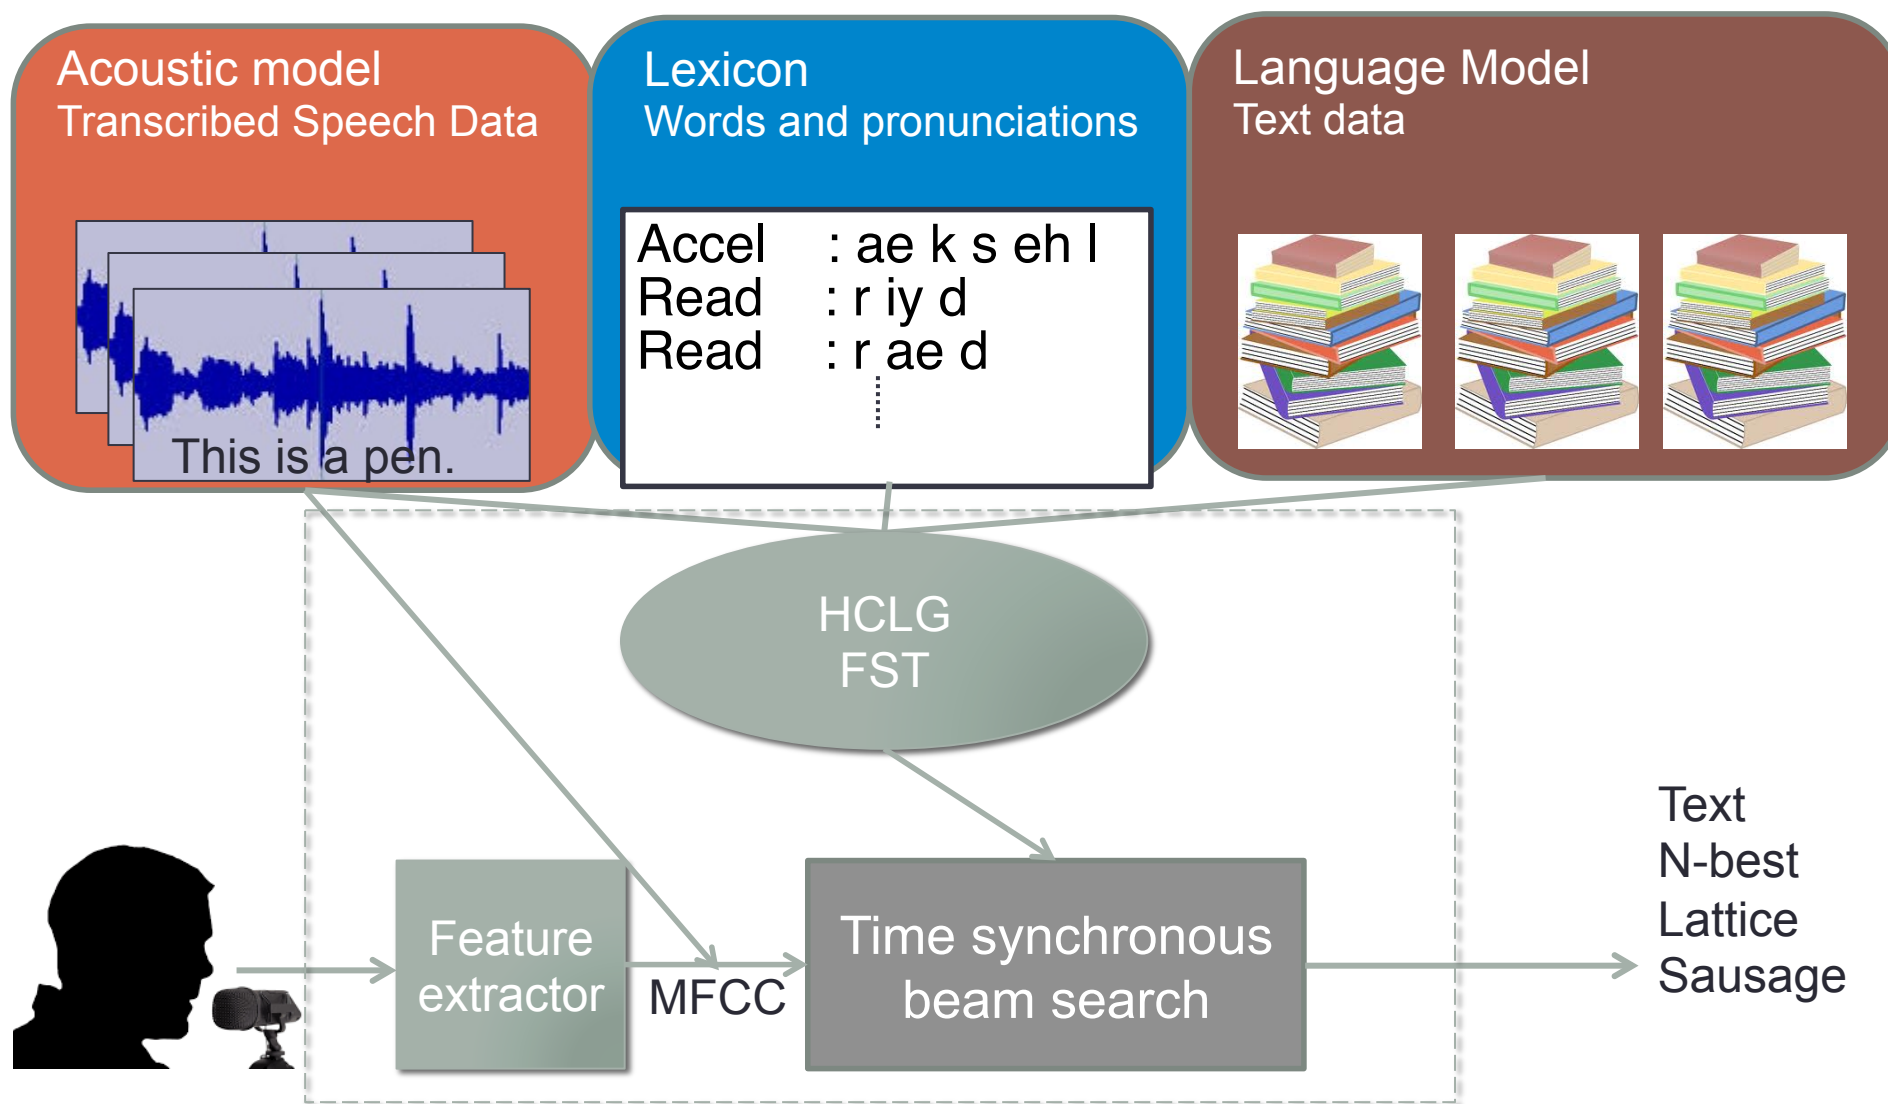 Acoustic model
Transcribed Speech Data
This is a pen.
Lexicon
Words and pronunciations
Accel : ae k s eh l
Read : r iy d
Read : r ae d
Language Model
Text data
HCLG
FST
Feature
extractor
MFCC
Time synchronous
beam search
Text
N-best
Lattice
Sausage